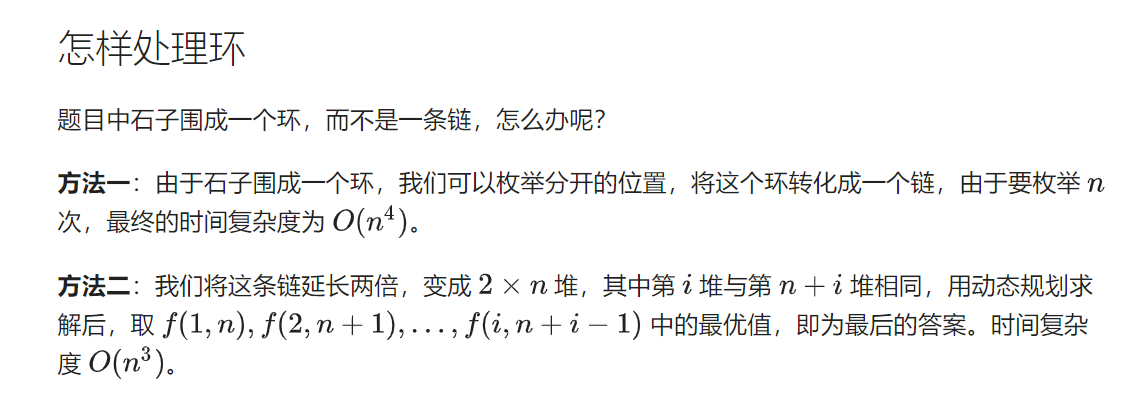 怎样处理环
题目中石子围成一个环，而不是一条链，怎么办呢？
方法一：由于石子围成一个环，我们可以枚举分开的位置，将这个环转化成一个链，由于要枚举 n
次，最终的时间复杂度为 O(n⁴)。
方法二：我们将这条链延长两倍，变成 2 × n 堆，其中第 i 堆与第 n + i 堆相同，用动态规划求
解后，取 f(1, n), f(2, n + 1), . . . , f(i, n + i − 1) 中的最优值，即为最后的答案。时间复杂
度 O(n³)。